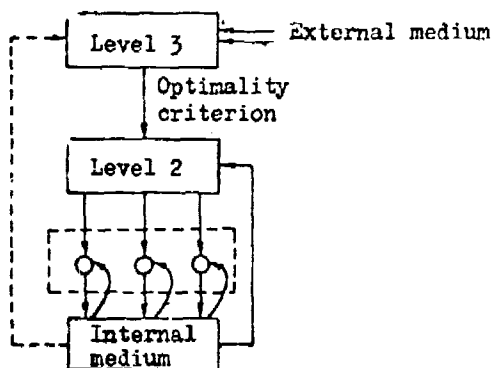 Level 3
External medium
Optimality
criterion
Level 2
Internal
medium